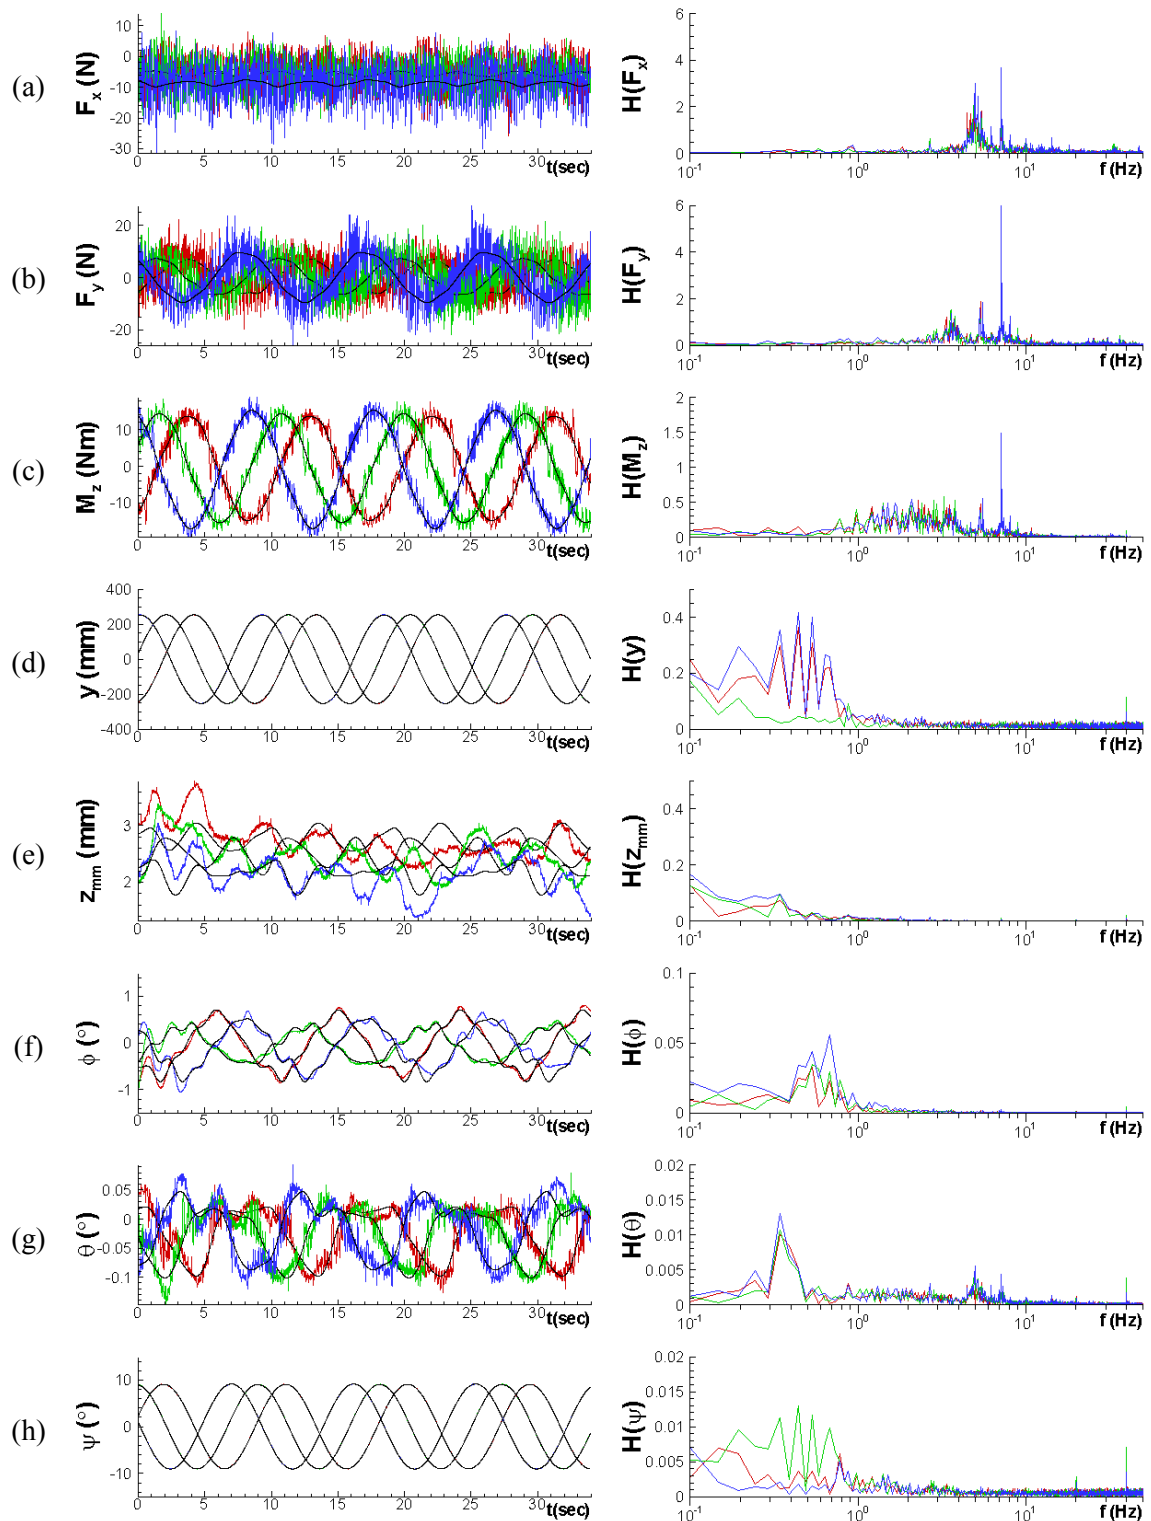 (a)
F_x (N)
10
0
-10
-20
-30
0 5 10 15 20 25 30 t(sec)
H(F_x)
6
4
2
0
10^-1 10^0 10^1 f (Hz)
(b)
F_y (N)
20
0
-20
0 5 10 15 20 25 30 t(sec)
H(F_y)
6
4
2
0
10^-1 10^0 10^1 f (Hz)
(c)
M_z (Nm)
10
0
-10
0 5 10 15 20 25 30 t(sec)
H(M_z)
2
1.5
1
0.5
0
10^-1 10^0 10^1 f (Hz)
(d)
y (mm)
400
200
0
-200
-400
0 5 10 15 20 25 30 t(sec)
H(y)
0.4
0.2
0
10^-1 10^0 10^1 f (Hz)
(e)
z_mm (mm)
3
2
0 5 10 15 20 25 30 t(sec)
H(z_mm)
0.4
0.2
0
10^-1 10^0 10^1 f (Hz)
(f)
ϕ (°)
1
0
-1
0 5 10 15 20 25 30 t(sec)
H(ϕ)
0.1
0.05
0
10^-1 10^0 10^1 f (Hz)
(g)
θ (°)
0.05
0
-0.05
-0.1
0 5 10 15 20 25 30 t(sec)
H(θ)
0.02
0.015
0.01
0.005
0
10^-1 10^0 10^1 f (Hz)
(h)
ψ (°)
10
0
-10
0 5 10 15 20 25 30 t(sec)
H(ψ)
0.02
0.015
0.01
0.005
0
10^-1 10^0 10^1 f (Hz)